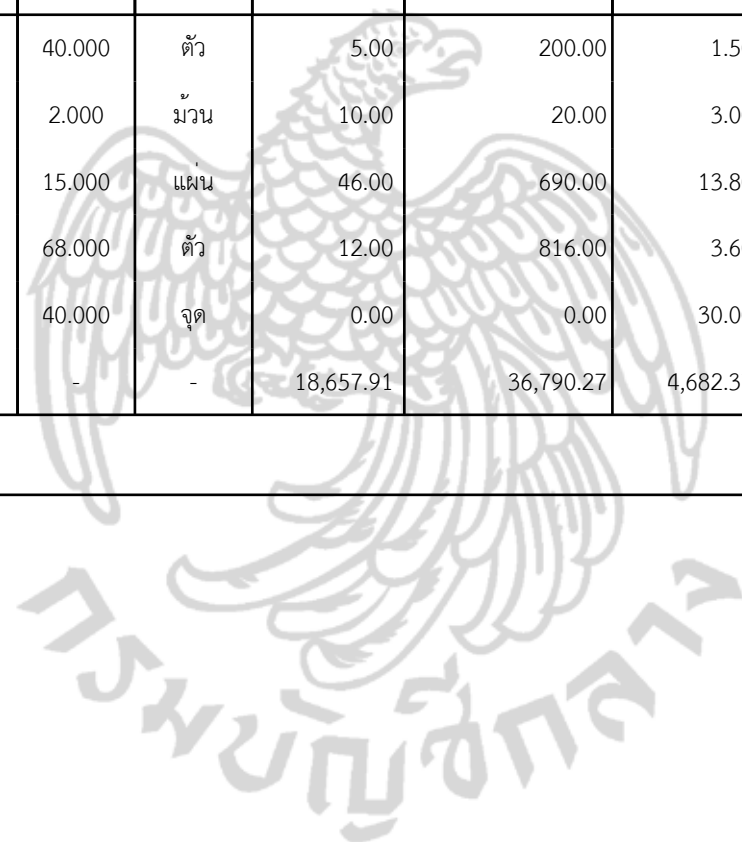 40.000 ตัว 5.00 200.00 1.5
2.000 ม้วน 10.00 20.00 3.0
15.000 แผ่น 46.00 690.00 13.8
68.000 ตัว 12.00 816.00 3.6
40.000 จุด 0.00 0.00 30.0
- - 18,657.91 36,790.27 4,682.3
กรมบัญชีกลาง